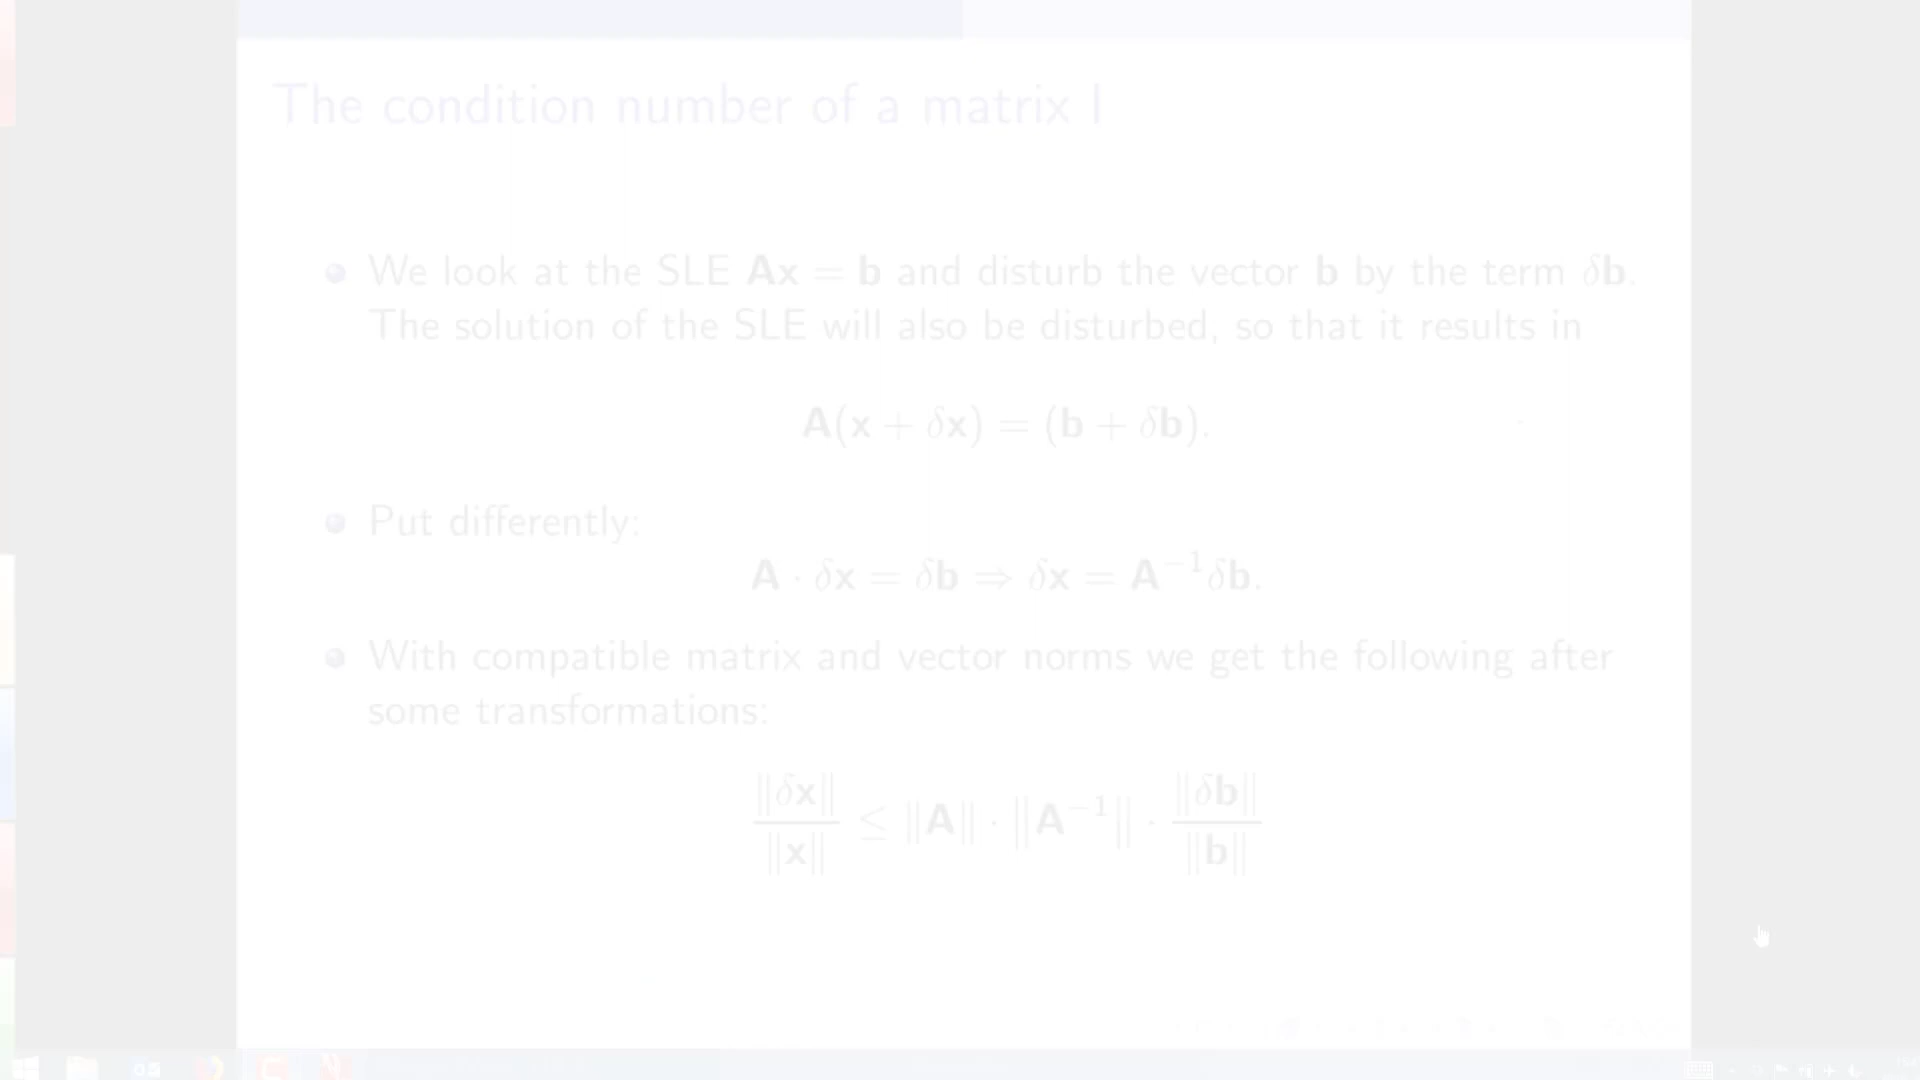 The condition number of a matrix I
We look at the SLE Ax = b and disturb the vector b by the term δb.
The solution of the SLE will also be disturbed, so that it results in
A(x + δx) = (b + δb).
Put differently:
A · δx = δb ⇒ δx = A⁻¹δb.
With compatible matrix and vector norms we get the following after
some transformations:
‖δx‖/‖x‖ ≤ ‖A‖ · ‖A⁻¹‖ · ‖δb‖/‖b‖